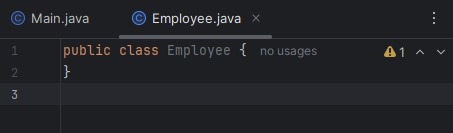 Main.java Employee.java
1 public class Employee { no usages 1
2 }
3